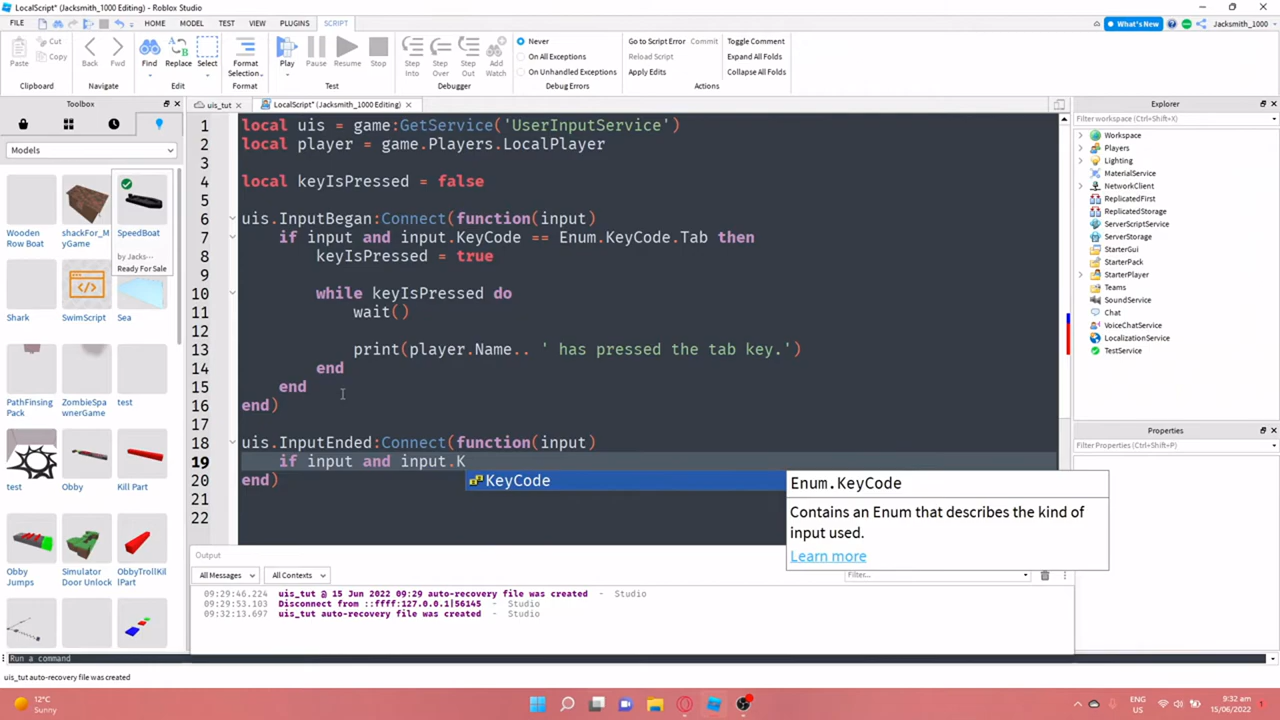 LocalScript* (Jacksmith_1000 Editing) - Roblox Studio
FILE
HOME MODEL TEST VIEW PLUGINS SCRIPT
What's New
Jacksmith_1000
Paste
Cut
Copy
Clipboard
Back Fwd
Navigate
Find Replace Select
Edit
Format Selection
Format
Play Pause Resume Stop
Test
Step Into
Step Over
Step Out
Add Watch
Debugger
Never
On All Exceptions
On Unhandled Exceptions
Debug Errors
Go to Script Error Commit
Reload Script
Apply Edits
Toggle Comment
Expand All Folds
Collapse All Folds
Actions
Toolbox
Models
Wooden Row Boat
shackFor_MyGame
SpeedBoat
by Jacks···
Ready For Sale
Shark
SwimScript
Sea
PathFinsing Pack
ZombieSpawnerGame
test
test
Obby
Kill Part
Obby Jumps
Simulator Door Unlock
ObbyTrollKillPart
uis_tut
LocalScript* (Jacksmith_1000 Editing)
1 local uis = game:GetService('UserInputService')
2 local player = game.Players.LocalPlayer
3
4 local keyIsPressed = false
5
6 uis.InputBegan:Connect(function(input)
7 if input and input.KeyCode == Enum.KeyCode.Tab then
8 keyIsPressed = true
9
10 while keyIsPressed do
11 wait()
12
13 print(player.Name.. ' has pressed the tab key.')
14 end
15 end
16 end)
17
18 uis.InputEnded:Connect(function(input)
19 if input and input.K
20 end)
21
22
KeyCode
Enum.KeyCode
Contains an Enum that describes the kind of
input used.
Learn more
Output
All Messages All Contexts Filter...
09:29:46.224 uis_tut @ 15 Jun 2022 09:29 auto-recovery file was created - Studio
09:29:53.103 Disconnect from ::ffff:127.0.0.1|56145 - Studio
09:32:13.697 uis_tut auto-recovery file was created - Studio
Explorer
Filter workspace (Ctrl+Shift+X)
Workspace
Players
Lighting
MaterialService
NetworkClient
ReplicatedFirst
ReplicatedStorage
ServerScriptService
ServerStorage
StarterGui
StarterPack
StarterPlayer
Teams
SoundService
Chat
VoiceChatService
LocalizationService
TestService
Properties
Filter Properties (Ctrl+Shift+P)
Run a command
uis_tut auto-recovery file was created
12°C
Sunny
ENG
US
9:32 am
15/06/2022